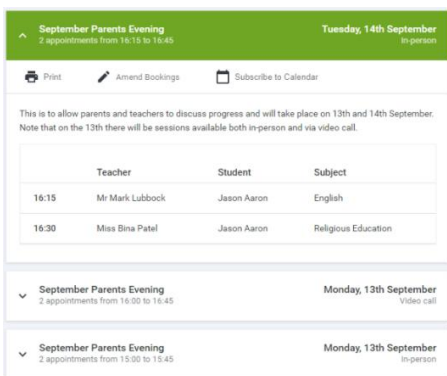 September Parents Evening
Tuesday, 14th September
2 appointments from 16:15 to 16:45
In-person
Print
Amend Bookings
Subscribe to Calendar
This is to allow parents and teachers to discuss progress and will take place on 13th and 14th September.
Note that on the 13th there will be sessions available both in-person and via video call.
Teacher Student Subject
16:15 Mr Mark Lubbock Jason Aaron English
16:30 Miss Bina Patel Jason Aaron Religious Education
September Parents Evening
Monday, 13th September
2 appointments from 16:00 to 16:45
Video call
September Parents Evening
Monday, 13th September
2 appointments from 15:00 to 15:45
In-person